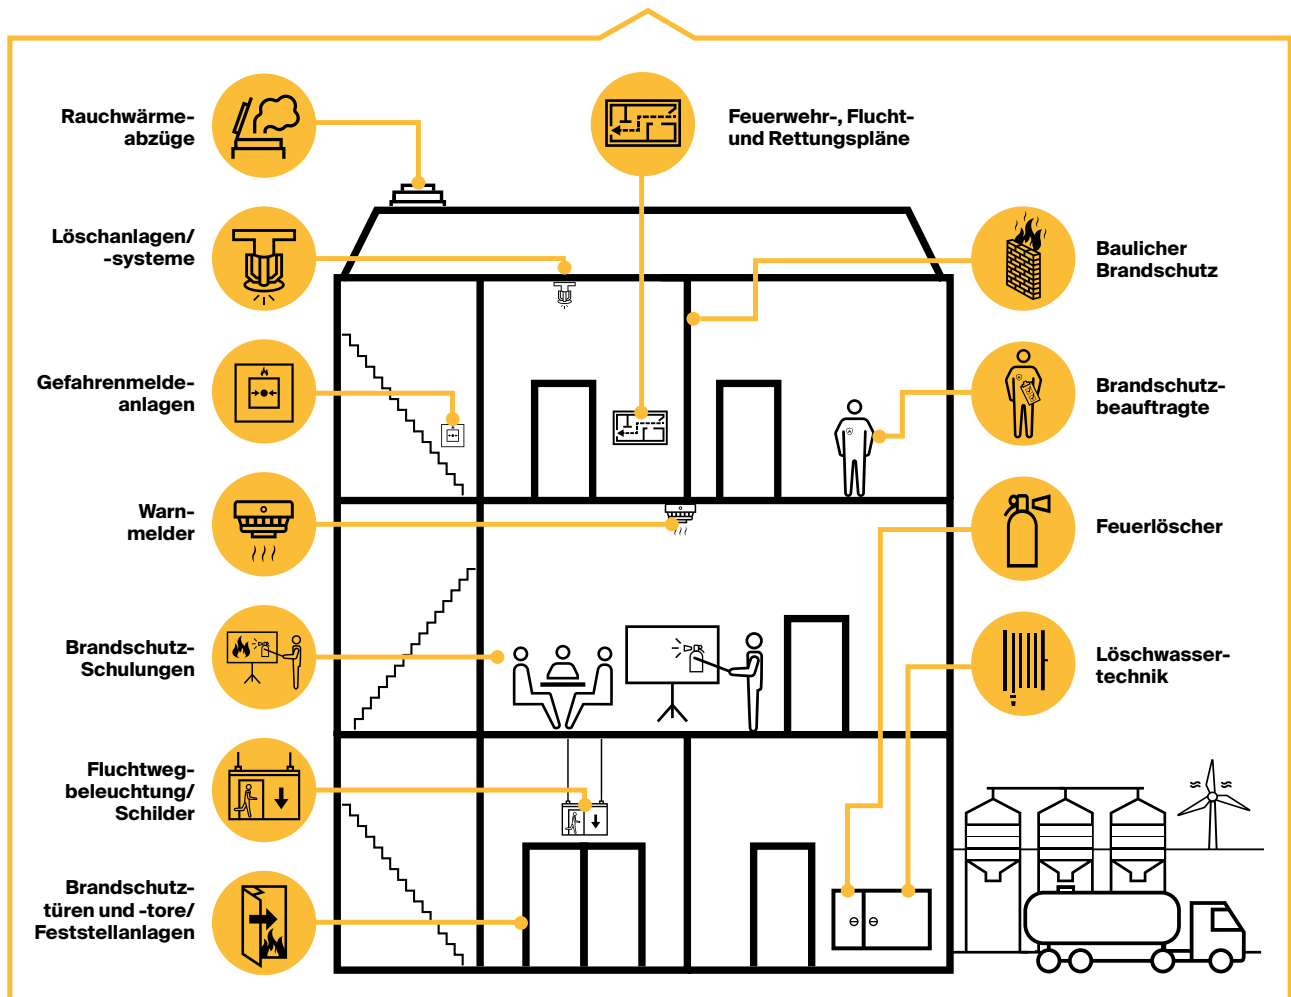 Rauchwärme-
abzüge
Feuerwehr-, Flucht-
und Rettungspläne
Löschanlagen/
-systeme
Baulicher
Brandschutz
Gefahrenmelde-
anlagen
Brandschutz-
beauftragte
Warn-
melder
Feuerlöscher
Brandschutz-
Schulungen
Löschwasser-
technik
Fluchtweg-
beleuchtung/
Schilder
Brandschutz-
türen und -tore/
Feststellanlagen